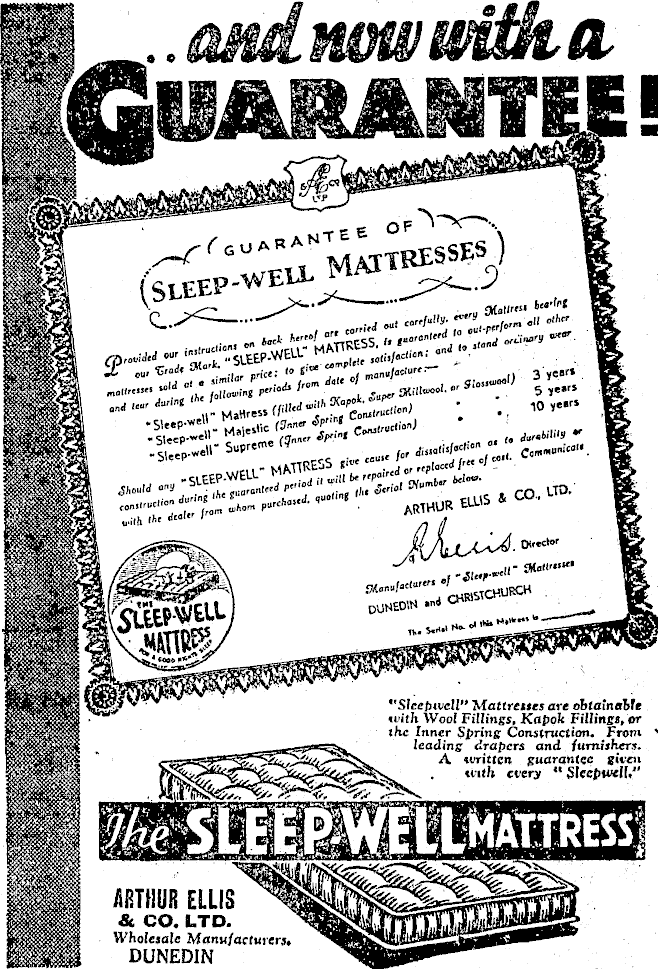 ..and now with a
GUARANTEE!
AE
& CO
LTD
GUARANTEE OF
SLEEP-WELL MATTRESSES
Provided our instructions on back hereof are carried out carefully, every Mattress bearing
our Trade Mark, "SLEEP-WELL" MATTRESS, is guaranteed to out-perform all other
mattresses sold at a similar price; to give complete satisfaction; and to stand ordinary wear
and tear during the following periods from date of manufacture:—
"Sleep-well" Mattress (filled with Kapok, Super Millwool, or Flosswool) 3 years
"Sleep-well" Majestic (Inner Spring Construction) " 5 years
"Sleep-well" Supreme (Inner Spring Construction) " " 10 years
Should any "SLEEP-WELL" MATTRESS give cause for dissatisfaction as to durability or
construction during the guaranteed period it will be repaired or replaced free of cost. Communicate
with the dealer from whom purchased, quoting the Serial Number below.
ARTHUR ELLIS & CO., LTD.
A Ellis. Director
Manufacturers of "Sleep-well" Mattresses
DUNEDIN and CHRISTCHURCH
The Serial No. of this Mattress is
THE
SLEEP-WELL
MATTRESS
FOR A GOOD NIGHTS SLEEP
"Sleepwell" Mattresses are obtainable
with Wool Fillings, Kapok Fillings, or
the Inner Spring Construction. From
leading drapers and furnishers.
A written guarantee given
with every "Sleepwell."
The SLEEP-WELL MATTRESS
ARTHUR ELLIS
& CO. LTD.
Wholesale Manufacturers,
DUNEDIN